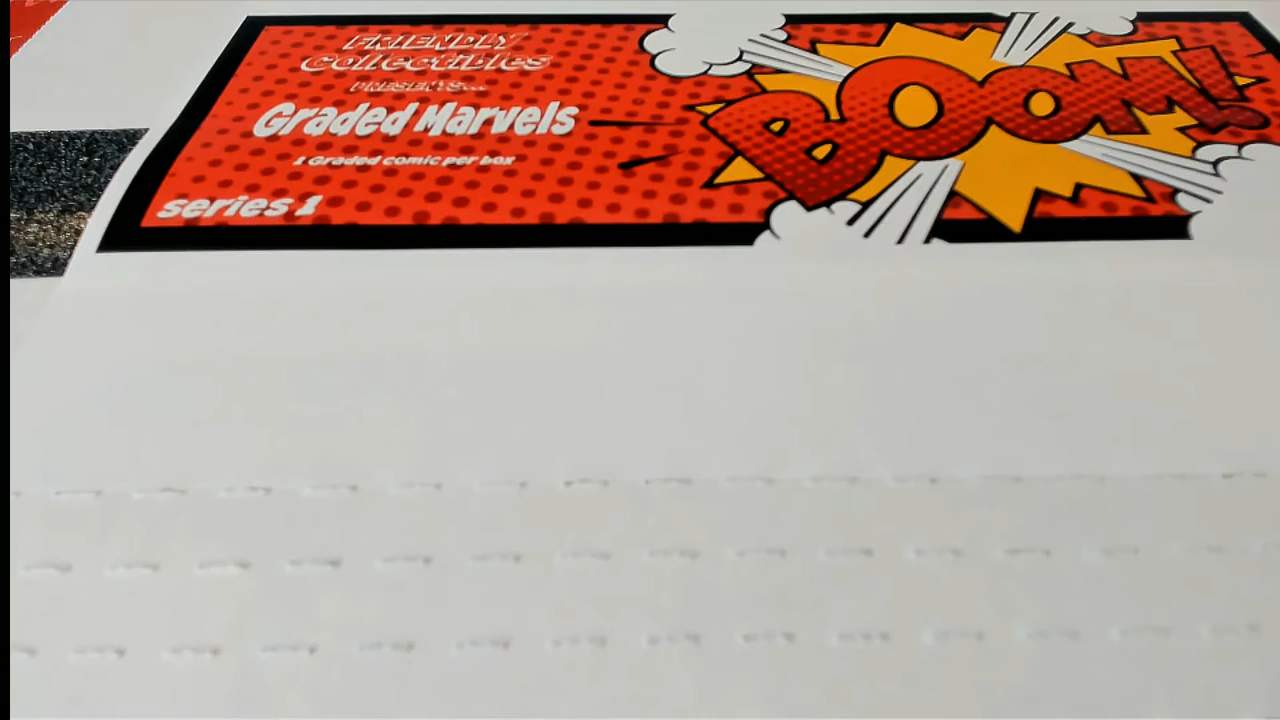 FRIENDLY
Collectibles
PRESENTS...
Graded Marvels
1 Graded comic per box
series 1
BOOM!